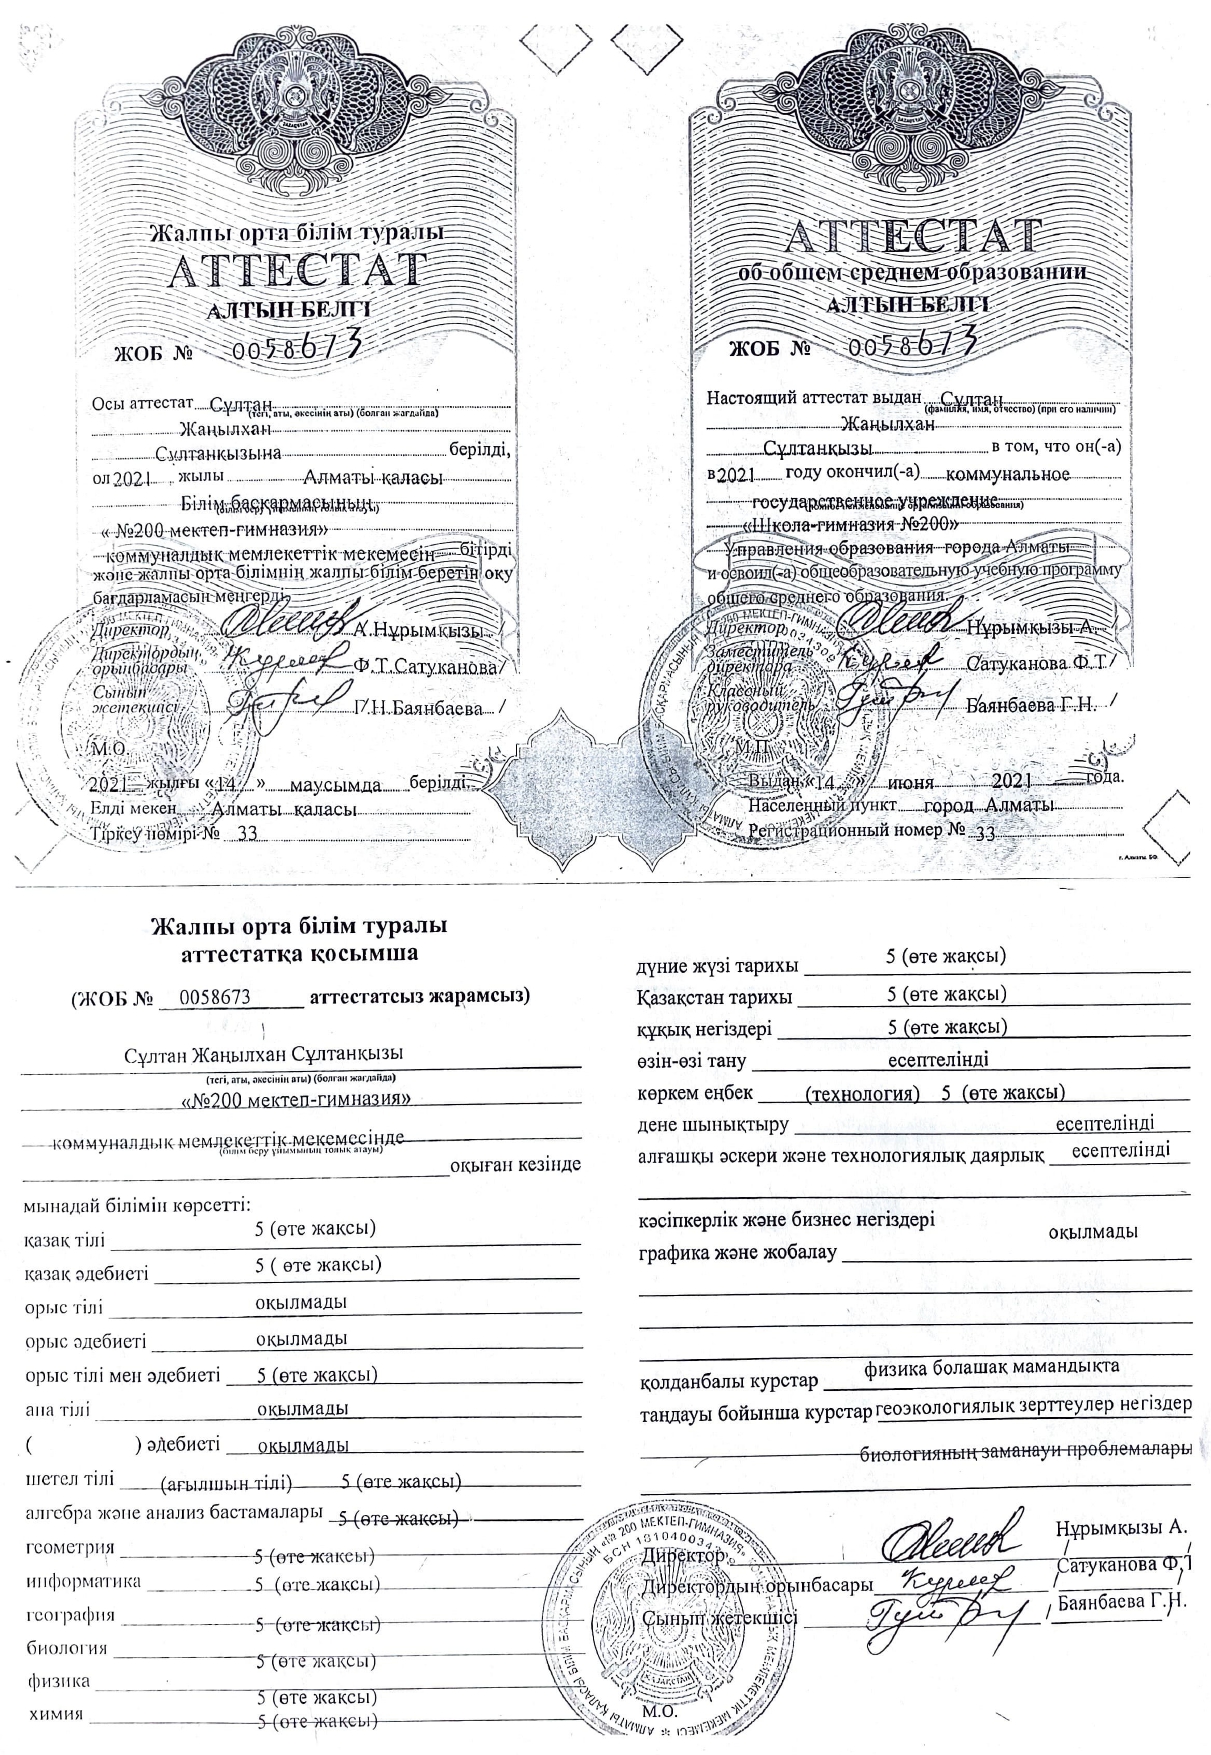 Жалпы орта білім туралы
АТТЕСТАТ
АЛТЫН БЕЛГІ
ЖОБ № 0058673
Осы аттестат Сұлтан
(тегі, аты, әкесінің аты) (болған жағдайда)
Жаңылхан
Сұлтанқызына берілді,
ол 2021 жылы Алматы қаласы
Білім басқармасының
« №200 мектеп-гимназия»
коммуналдық мемлекеттік мекемесін бітірді
және жалпы орта білімнің жалпы білім беретін оқу
бағдарламасын меңгерді.
Директор А.Нұрымқызы /
Директордың
орынбасары Ф.Т.Сатуканова/
Сынып
жетекшісі Г.Н.Баянбаева /
М.О.
2021 жылғы «14 » маусымда берілді.
Елді мекен Алматы қаласы
Тіркеу нөмірі № 33
АТТЕСТАТ
об общем среднем образовании
АЛТЫН БЕЛГІ
ЖОБ № 0058673
Настоящий аттестат выдан Сұлтан
(фамилия, имя, отчество) (при его наличии)
Жаңылхан
Сұлтанқызы в том, что он(-а)
в 2021 году окончил(-а) коммунальное
государственное учреждение
«Школа-гимназия №200»
Управления образования города Алматы
и освоил(-а) общеобразовательную учебную программу
общего среднего образования.
Директор Нұрымқызы А.
Заместитель
директора Сатуканова Ф.Т
Классный
руководитель Баянбаева Г.Н.
М.П.
Выдан «14 » июня 2021 года.
Населенный пункт город Алматы
Регистрационный номер № 33
г. Алматы. БФ.
Жалпы орта білім туралы
аттестатқа қосымша
(ЖОБ № 0058673 аттестатсыз жарамсыз)
Сұлтан Жаңылхан Сұлтанқызы
(тегі, аты, әкесінің аты) (болған жағдайда)
«№200 мектеп-гимназия»
коммуналдық мемлекеттік мекемесінде
(білім беру ұйымының толық атауы)
оқыған кезінде
мынадай білімін көрсетті:
қазақ тілі 5 (өте жақсы)
қазақ әдебиеті 5 ( өте жақсы)
орыс тілі оқылмады
орыс әдебиеті оқылмады
орыс тілі мен әдебиеті 5 (өте жақсы)
ана тілі оқылмады
( ) әдебиеті оқылмады
шетел тілі (ағылшын тілі) 5 (өте жақсы)
алгебра және анализ бастамалары 5 (өте жақсы)
геометрия 5 (өте жақсы)
информатика 5 (өте жақсы)
география 5 (өте жақсы)
биология 5 (өте жақсы)
физика 5 (өте жақсы)
химия 5 (өте жақсы)
дүние жүзі тарихы 5 (өте жақсы)
Қазақстан тарихы 5 (өте жақсы)
құқық негіздері 5 (өте жақсы)
өзін-өзі тану есептелінді
көркем еңбек (технология) 5 (өте жақсы)
дене шынықтыру есептелінді
алғашқы әскери және технологиялық даярлық есептелінді
кәсіпкерлік және бизнес негіздері
оқылмады
графика және жобалау
қолданбалы курстар физика болашақ мамандықта
таңдауы бойынша курстар геоэкологиялық зерттеулер негіздер
биологияның заманауи проблемалары
Директор Нұрымқызы А.
Директордың орынбасары Сатуканова Ф.Т
Сынып жетекшісі Баянбаева Г.Н.
М.О.